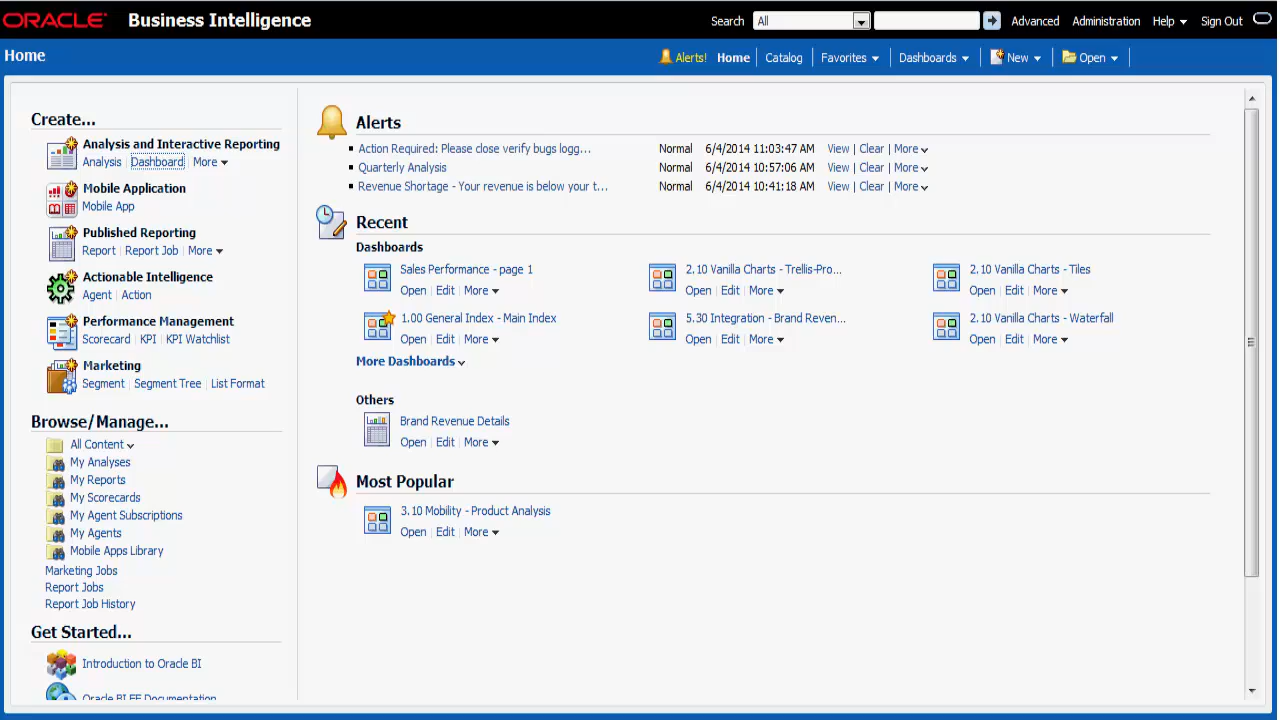 ORACLE Business Intelligence Search All Advanced Administration Help Sign Out
Home Alerts! Home Catalog Favorites Dashboards New Open
Create...
Analysis and Interactive Reporting
Analysis Dashboard More
Mobile Application
Mobile App
Published Reporting
Report Report Job More
Actionable Intelligence
Agent Action
Performance Management
Scorecard KPI KPI Watchlist
Marketing
Segment Segment Tree List Format
Browse/Manage...
All Content
My Analyses
My Reports
My Scorecards
My Agent Subscriptions
My Agents
Mobile Apps Library
Marketing Jobs
Report Jobs
Report Job History
Get Started...
Introduction to Oracle BI
Oracle BI EE Documentation
Alerts
Action Required: Please close verify bugs logg... Normal 6/4/2014 11:03:47 AM View | Clear | More
Quarterly Analysis Normal 6/4/2014 10:57:06 AM View | Clear | More
Revenue Shortage - Your revenue is below your t... Normal 6/4/2014 10:41:18 AM View | Clear | More
Recent
Dashboards
Sales Performance - page 1 2.10 Vanilla Charts - Trellis-Pro... 2.10 Vanilla Charts - Tiles
Open Edit More Open Edit More Open Edit More
1.00 General Index - Main Index 5.30 Integration - Brand Reven... 2.10 Vanilla Charts - Waterfall
Open Edit More Open Edit More Open Edit More
More Dashboards
Others
Brand Revenue Details
Open Edit More
Most Popular
3.10 Mobility - Product Analysis
Open Edit More